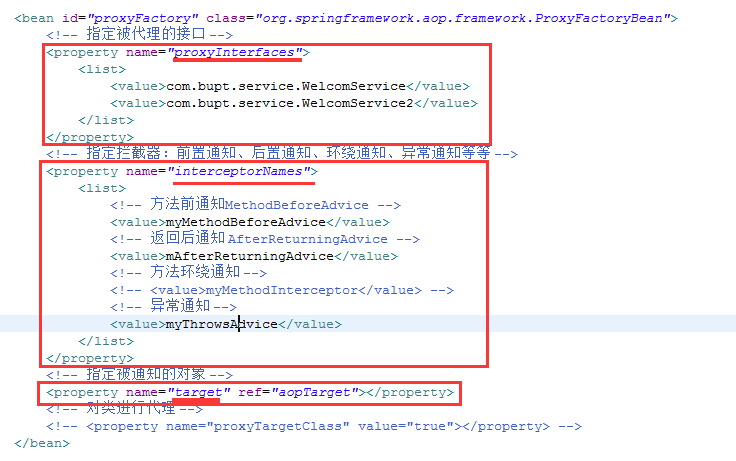 <bean id="proxyFactory" class="org.springframework.aop.framework.ProxyFactoryBean">
<!-- 指定被代理的接口 -->
<property name="proxyInterfaces">
<list>
<value>com.bupt.service.WelcomService</value>
<value>com.bupt.service.WelcomService2</value>
</list>
</property>
<!-- 指定拦截器：前置通知、后置通知、环绕通知、异常通知等等 -->
<property name="interceptorNames">
<list>
<!-- 方法前通知MethodBeforeAdvice -->
<value>myMethodBeforeAdvice</value>
<!-- 返回后通知 AfterReturningAdvice -->
<value>mAfterReturningAdvice</value>
<!-- 方法环绕通知 -->
<!-- <value>myMethodInterceptor</value> -->
<!-- 异常通知 -->
<value>myThrowsAdvice</value>
</list>
</property>
<!-- 指定被通知的对象 -->
<property name="target" ref="aopTarget"></property>
<!-- 对类进行代理 -->
<!-- <property name="proxyTargetClass" value="true"></property> -->
</bean>